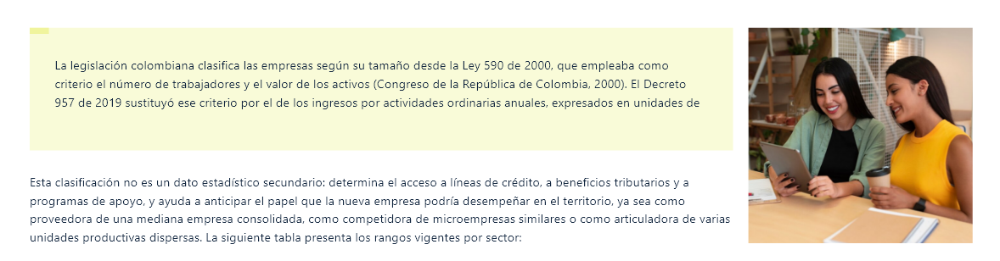 La legislación colombiana clasifica las empresas según su tamaño desde la Ley 590 de 2000, que empleaba como
criterio el número de trabajadores y el valor de los activos (Congreso de la República de Colombia, 2000). El Decreto
957 de 2019 sustituyó ese criterio por el de los ingresos por actividades ordinarias anuales, expresados en unidades de
Esta clasificación no es un dato estadístico secundario: determina el acceso a líneas de crédito, a beneficios tributarios y a
programas de apoyo, y ayuda a anticipar el papel que la nueva empresa podría desempeñar en el territorio, ya sea como
proveedora de una mediana empresa consolidada, como competidora de microempresas similares o como articuladora de varias
unidades productivas dispersas. La siguiente tabla presenta los rangos vigentes por sector: